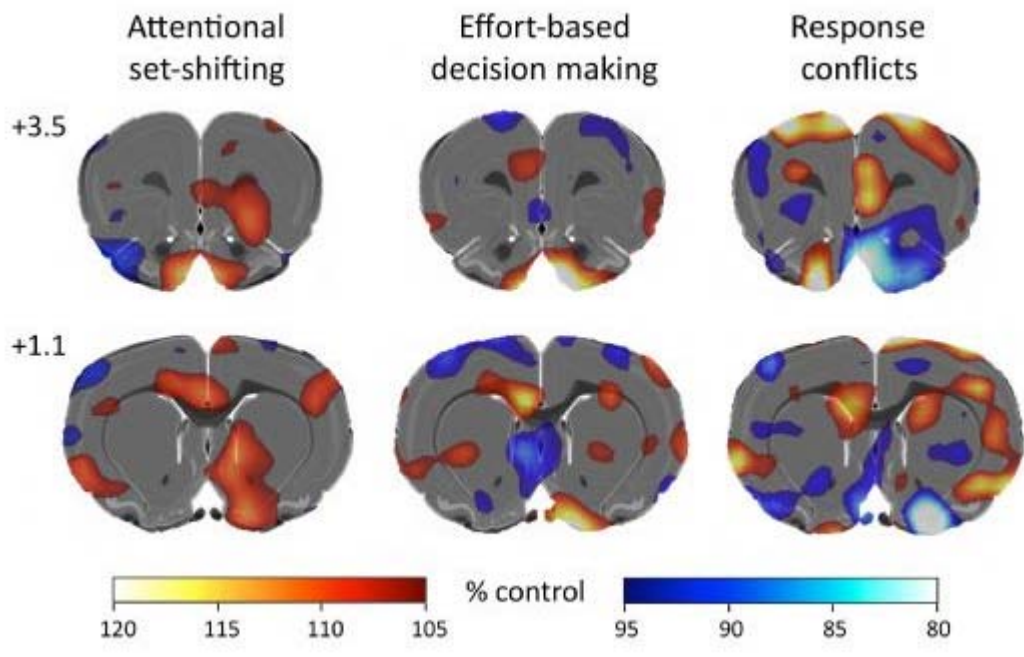 Attentional
set-shifting
Effort-based
decision making
Response
conflicts
+3.5
+1.1
% control
120 115 110 105
95 90 85 80